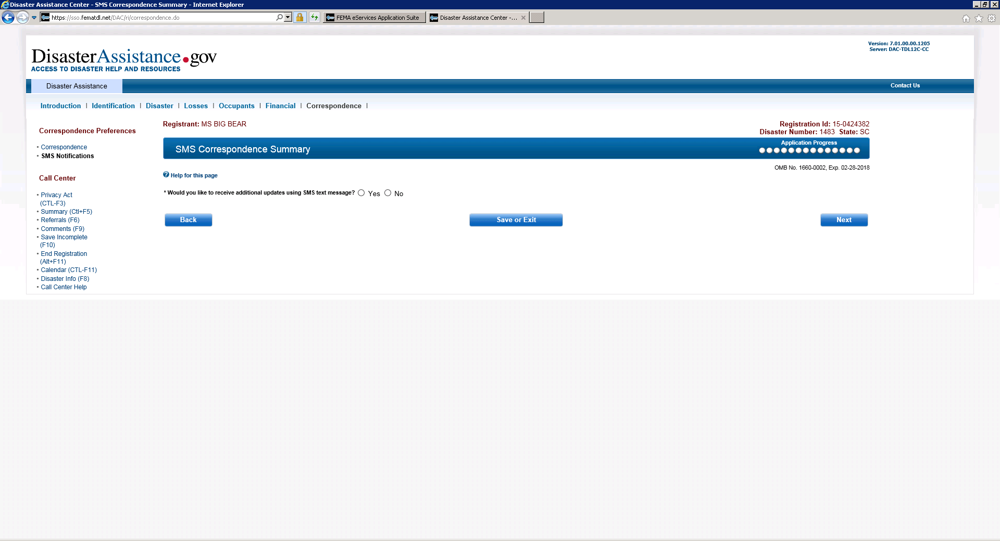 Disaster Assistance Center - SMS Correspondence Summary - Internet Explorer
https://sso.fematdl.net/DAC/ri/correspondence.do
FEMA eServices Application Suite
Disaster Assistance Center -...
Version: 7.01.00.00.1205
Server: DAC-TDL12C-CC
DisasterAssistance.gov
ACCESS TO DISASTER HELP AND RESOURCES
Disaster Assistance
Contact Us
Introduction | Identification | Disaster | Losses | Occupants | Financial | Correspondence |
Correspondence Preferences
• Correspondence
• SMS Notifications
Call Center
• Privacy Act
(CTL-F3)
• Summary (Ctl+F5)
• Referrals (F6)
• Comments (F9)
• Save Incomplete
(F10)
• End Registration
(Alt+F11)
• Calendar (CTL-F11)
• Disaster Info (F8)
• Call Center Help
Registrant: MS BIG BEAR
Registration Id: 15-0424382
Disaster Number: 1483 State: SC
SMS Correspondence Summary
Application Progress
OMB No. 1660-0002, Exp. 02-28-2018
? Help for this page
* Would you like to receive additional updates using SMS text message? Yes No
Back
Save or Exit
Next